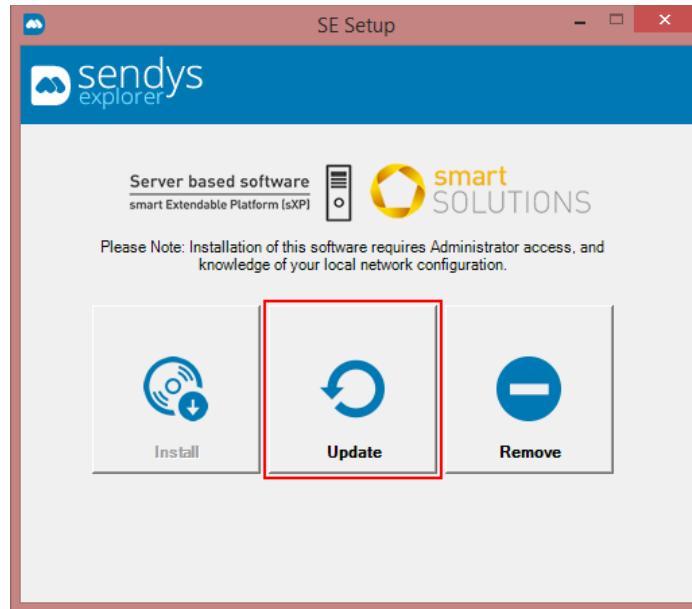 SE Setup
sendys
explorer
Server based software
smart Extendable Platform (sXP)
smart
SOLUTIONS
Please Note: Installation of this software requires Administrator access, and
knowledge of your local network configuration.
Install
Update
Remove